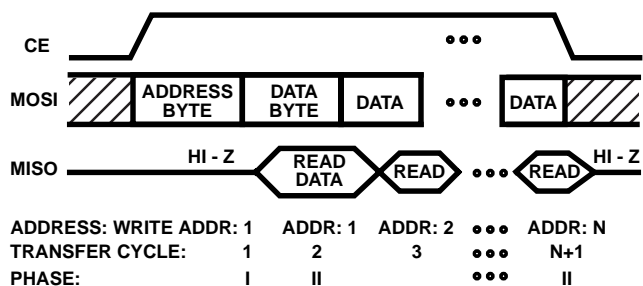 CE
MOSI ADDRESS BYTE DATA BYTE DATA DATA
MISO HI - Z READ DATA READ READ HI - Z
ADDRESS: WRITE ADDR: 1 ADDR: 1 ADDR: 2 ADDR: N
TRANSFER CYCLE: 1 2 3 N+1
PHASE: I II II